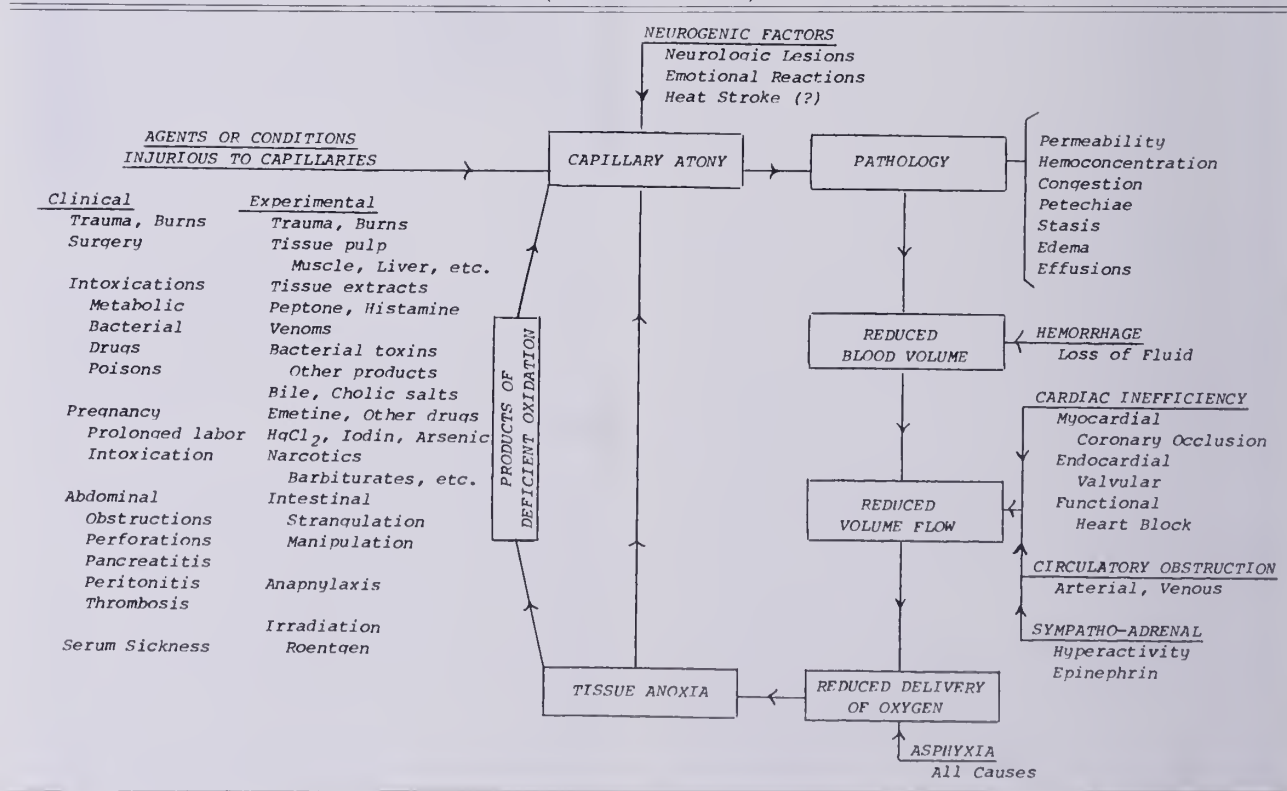 NEUROGENIC FACTORS
Neurologic Lesions
Emotional Reactions
Heat Stroke (?)
AGENTS OR CONDITIONS
INJURIOUS TO CAPILLARIES
CAPILLARY ATONY
PATHOLOGY
Permeability
Hemoconcentration
Congestion
Petechiae
Stasis
Edema
Effusions
Clinical
Trauma, Burns
Surgery
Intoxications
Metabolic
Bacterial
Drugs
Poisons
Pregnancy
Prolonged labor
Intoxication
Abdominal
Obstructions
Perforations
Pancreatitis
Peritonitis
Thrombosis
Serum Sickness
Experimental
Trauma, Burns
Tissue pulp
Muscle, Liver, etc.
Tissue extracts
Peptone, Histamine
Venoms
Bacterial toxins
Other products
Bile, Cholic salts
Emetine, Other drugs
HgCl2, Iodin, Arsenic
Narcotics
Barbiturates, etc.
Intestinal
Strangulation
Manipulation
Anapnylaxis
Irradiation
Roentgen
PRODUCTS OF
DEFICIENT OXIDATION
REDUCED
BLOOD VOLUME
HEMORRHAGE
Loss of Fluid
CARDIAC INEFFICIENCY
Myocardial
Coronary Occlusion
Endocardial
Valvular
Functional
Heart Block
REDUCED
VOLUME FLOW
CIRCULATORY OBSTRUCTION
Arterial, Venous
SYMPATHO-ADRENAL
Hyperactivity
Epinephrin
TISSUE ANOXIA
REDUCED DELIVERY
OF OXYGEN
ASPHYXIA
All Causes